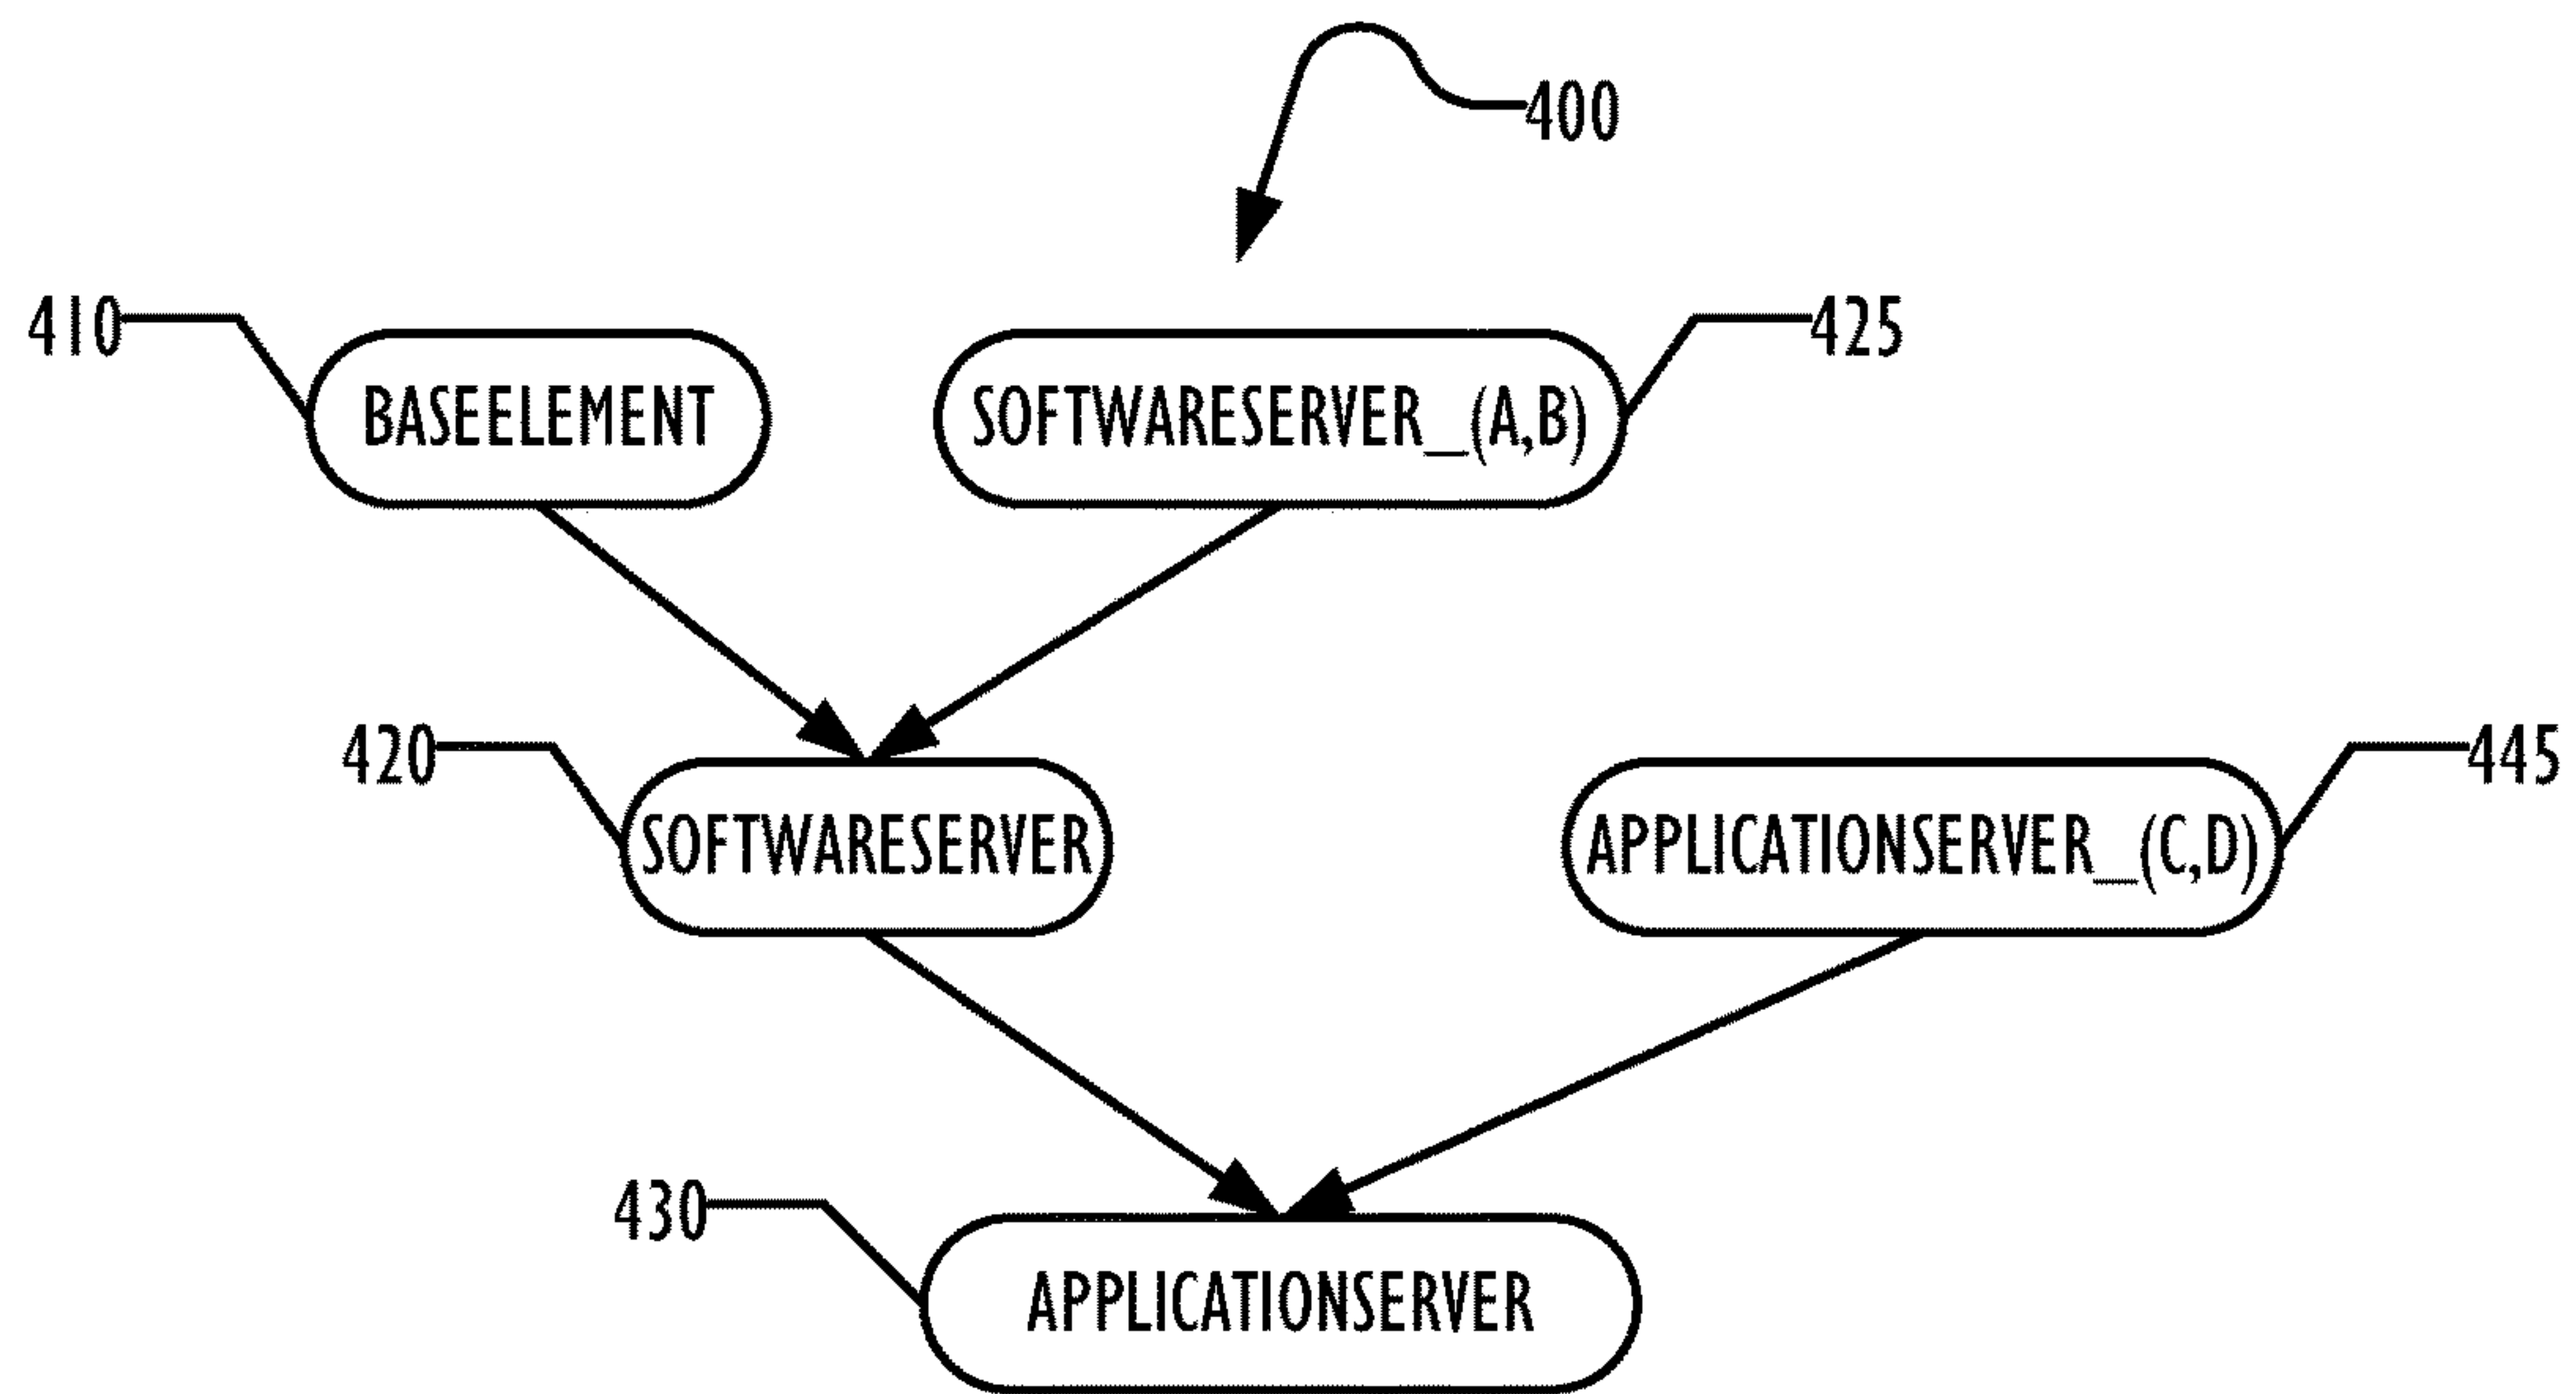 400
410
BASEELEMENT
SOFTWARESERVER_(A,B)
425
420
SOFTWARESERVER
APPLICATIONSERVER_(C,D)
445
430
APPLICATIONSERVER